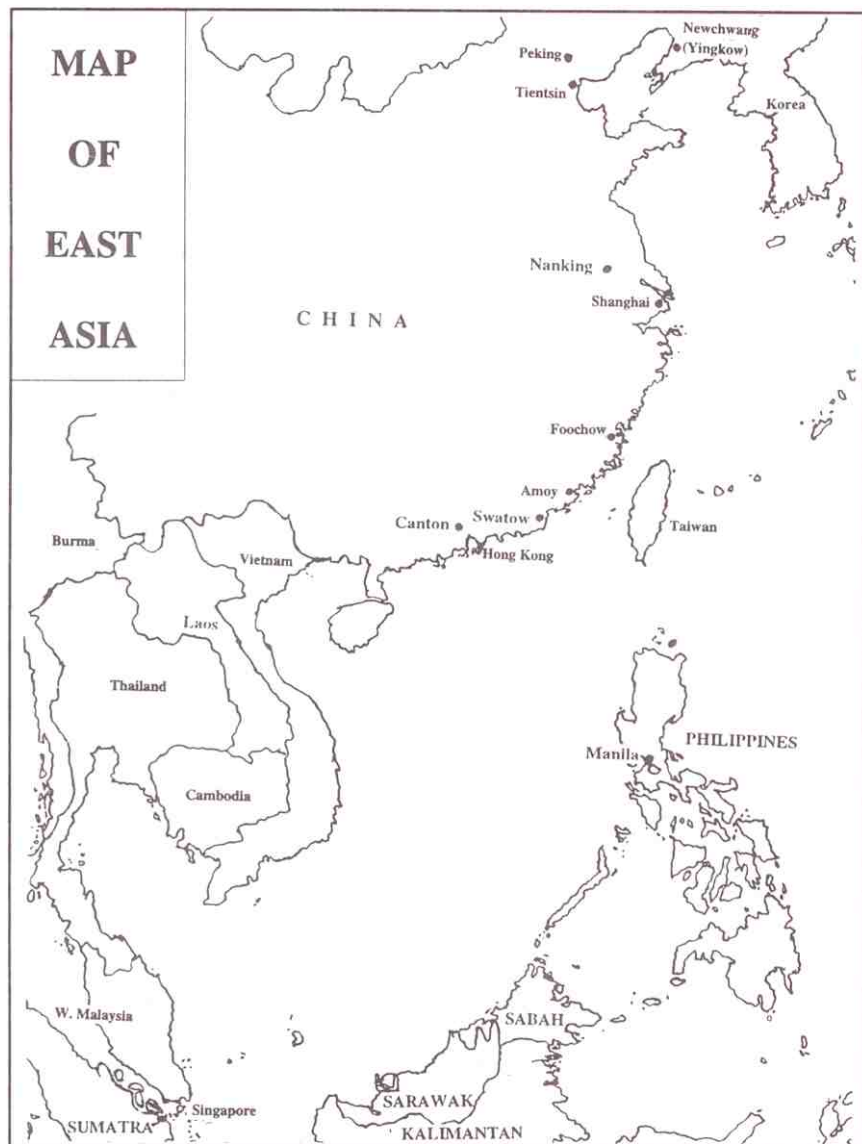 MAP
OF
EAST
ASIA
Newchwang
(Yingkow)
Peking
Tientsin
Korea
Nanking
Shanghai
CHINA
Foochow
Amoy
Swatow
Canton
Hong Kong
Taiwan
Burma
Vietnam
Laos
Thailand
PHILIPPINES
Manila
Cambodia
W. Malaysia
SABAH
SARAWAK
Singapore
SUMATRA
KALIMANTAN